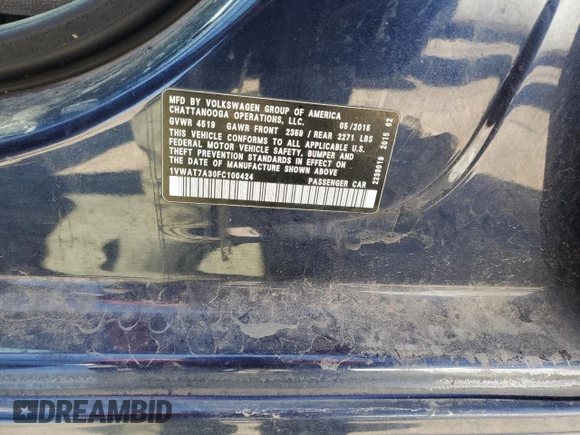 MFD BY VOLKSWAGEN GROUP OF AMERICA
CHATTANOOGA OPERATIONS, LLC. 05/2015
GVWR 4519 GAWR FRONT 2359 / REAR 2271 LBS
THIS VEHICLE CONFORMS TO ALL APPLICABLE U.S.
FEDERAL MOTOR VEHICLE SAFETY, BUMPER AND
THEFT PREVENTION STANDARDS IN EFFECT ON
THE DATE OF MANUFACTURE SHOWN ABOVE.
1VWAT7A30FC100424 PASSENGER CAR
2299019 2015 62
DREAMBID